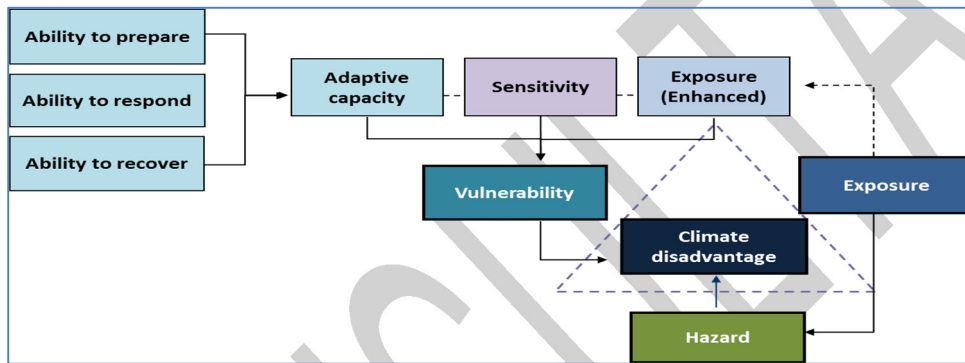 Ability to prepare
Ability to respond
Ability to recover
Adaptive
capacity
Sensitivity
Exposure
(Enhanced)
Vulnerability
Exposure
Climate
disadvantage
Hazard